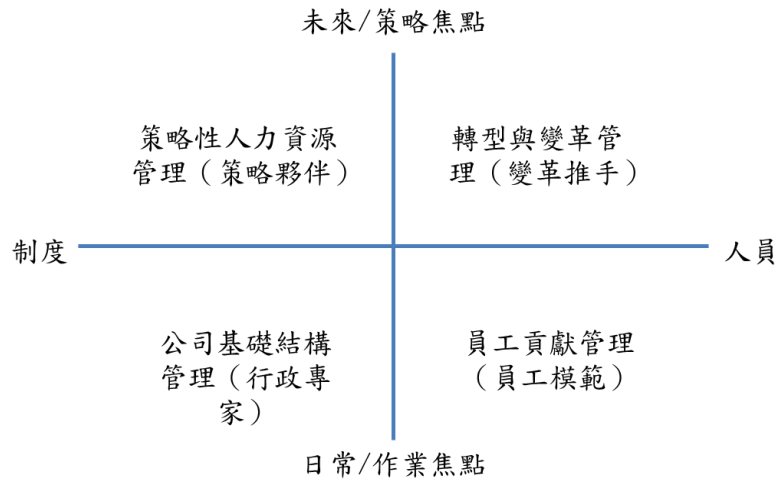 未來/策略焦點
策略性人力資源
管理（策略夥伴）
轉型與變革管
理（變革推手）
制度
人員
公司基礎結構
管理（行政專
家）
員工貢獻管理
（員工模範）
日常/作業焦點